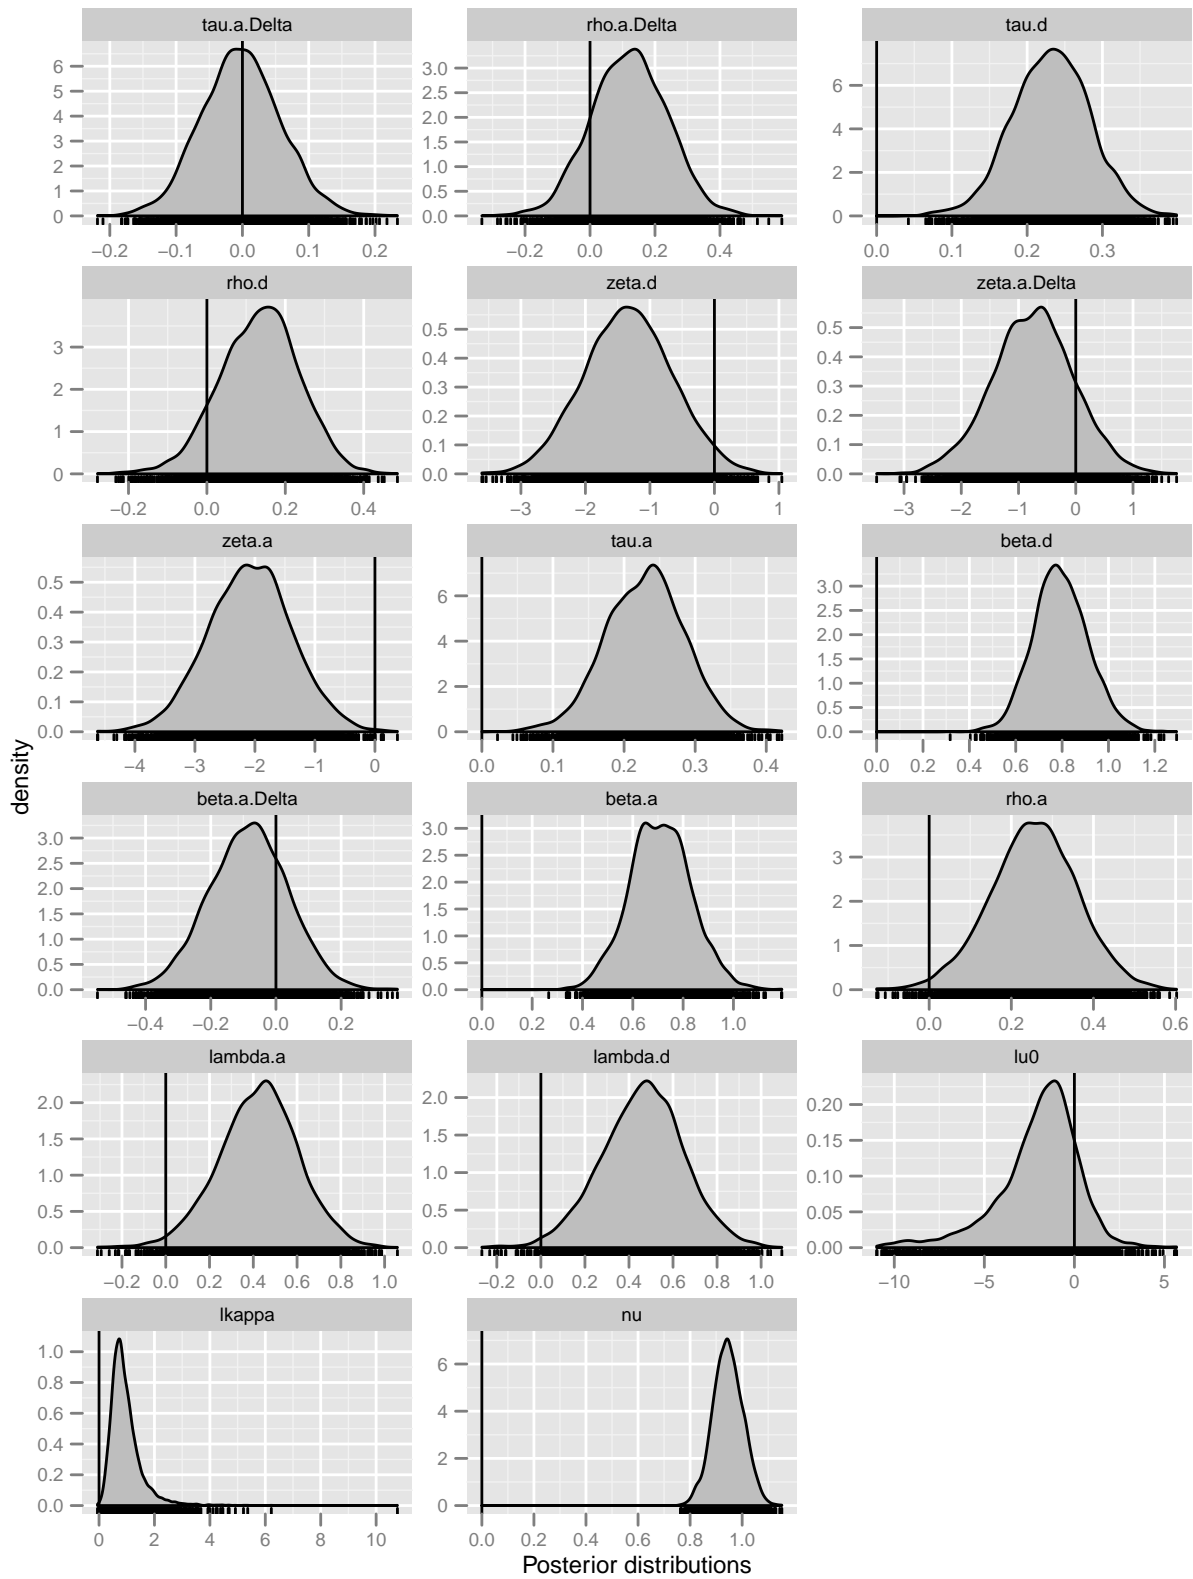 tau.a.Delta rho.a.Delta tau.d
6 5 4 3 2 1 0
3.0 2.5 2.0 1.5 1.0 0.5 0.0
6 4 2 0
−0.2 −0.1 0.0 0.1 0.2
−0.2 0.0 0.2 0.4
0.0 0.1 0.2 0.3
rho.d zeta.d zeta.a.Delta
3 2 1 0
0.5 0.4 0.3 0.2 0.1 0.0
0.5 0.4 0.3 0.2 0.1 0.0
−0.2 0.0 0.2 0.4
−3 −2 −1 0 1
−3 −2 −1 0 1
zeta.a tau.a beta.d
0.5 0.4 0.3 0.2 0.1 0.0
6 4 2 0
3.0 2.5 2.0 1.5 1.0 0.5 0.0
−4 −3 −2 −1 0
0.0 0.1 0.2 0.3 0.4
0.0 0.2 0.4 0.6 0.8 1.0 1.2
density
beta.a.Delta beta.a rho.a
3.0 2.5 2.0 1.5 1.0 0.5 0.0
3.0 2.5 2.0 1.5 1.0 0.5 0.0
3 2 1 0
−0.4 −0.2 0.0 0.2
0.0 0.2 0.4 0.6 0.8 1.0
0.0 0.2 0.4 0.6
lambda.a lambda.d lu0
2.0 1.5 1.0 0.5 0.0
2.0 1.5 1.0 0.5 0.0
0.20 0.15 0.10 0.05 0.00
−0.2 0.0 0.2 0.4 0.6 0.8 1.0
−0.2 0.0 0.2 0.4 0.6 0.8 1.0
−10 −5 0 5
lkappa nu
1.0 0.8 0.6 0.4 0.2 0.0
6 4 2 0
0 2 4 6 8 10
0.0 0.2 0.4 0.6 0.8 1.0
Posterior distributions